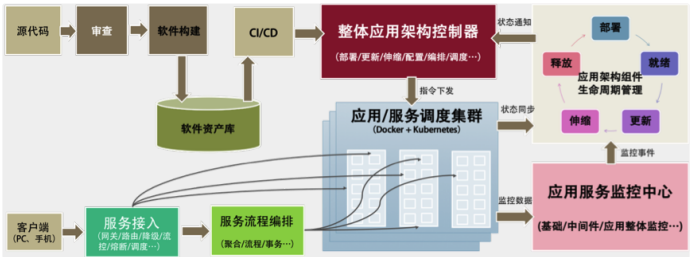 源代码
审查
软件构建
CI/CD
整体应用架构控制器
(部署/更新/伸缩/配置/编排/调度…)
状态通知
部署
释放
就绪
应用架构组件
生命周期管理
伸缩
更新
软件资产库
指令下发
应用/服务调度集群
(Docker + Kubernetes)
状态同步
监控事件
客户端
(PC、手机)
服务接入
(网关/路由/降级/流
控/熔断/调度…)
服务流程编排
(聚合/流程/事务…)
监控数据
应用服务监控中心
(基础/中间件/应用整体监控…)